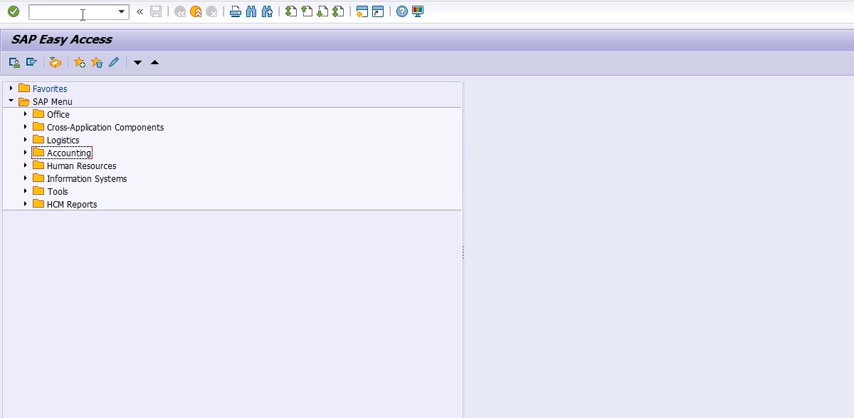 SAP Easy Access
Favorites
SAP Menu
Office
Cross-Application Components
Logistics
Accounting
Human Resources
Information Systems
Tools
HCM Reports